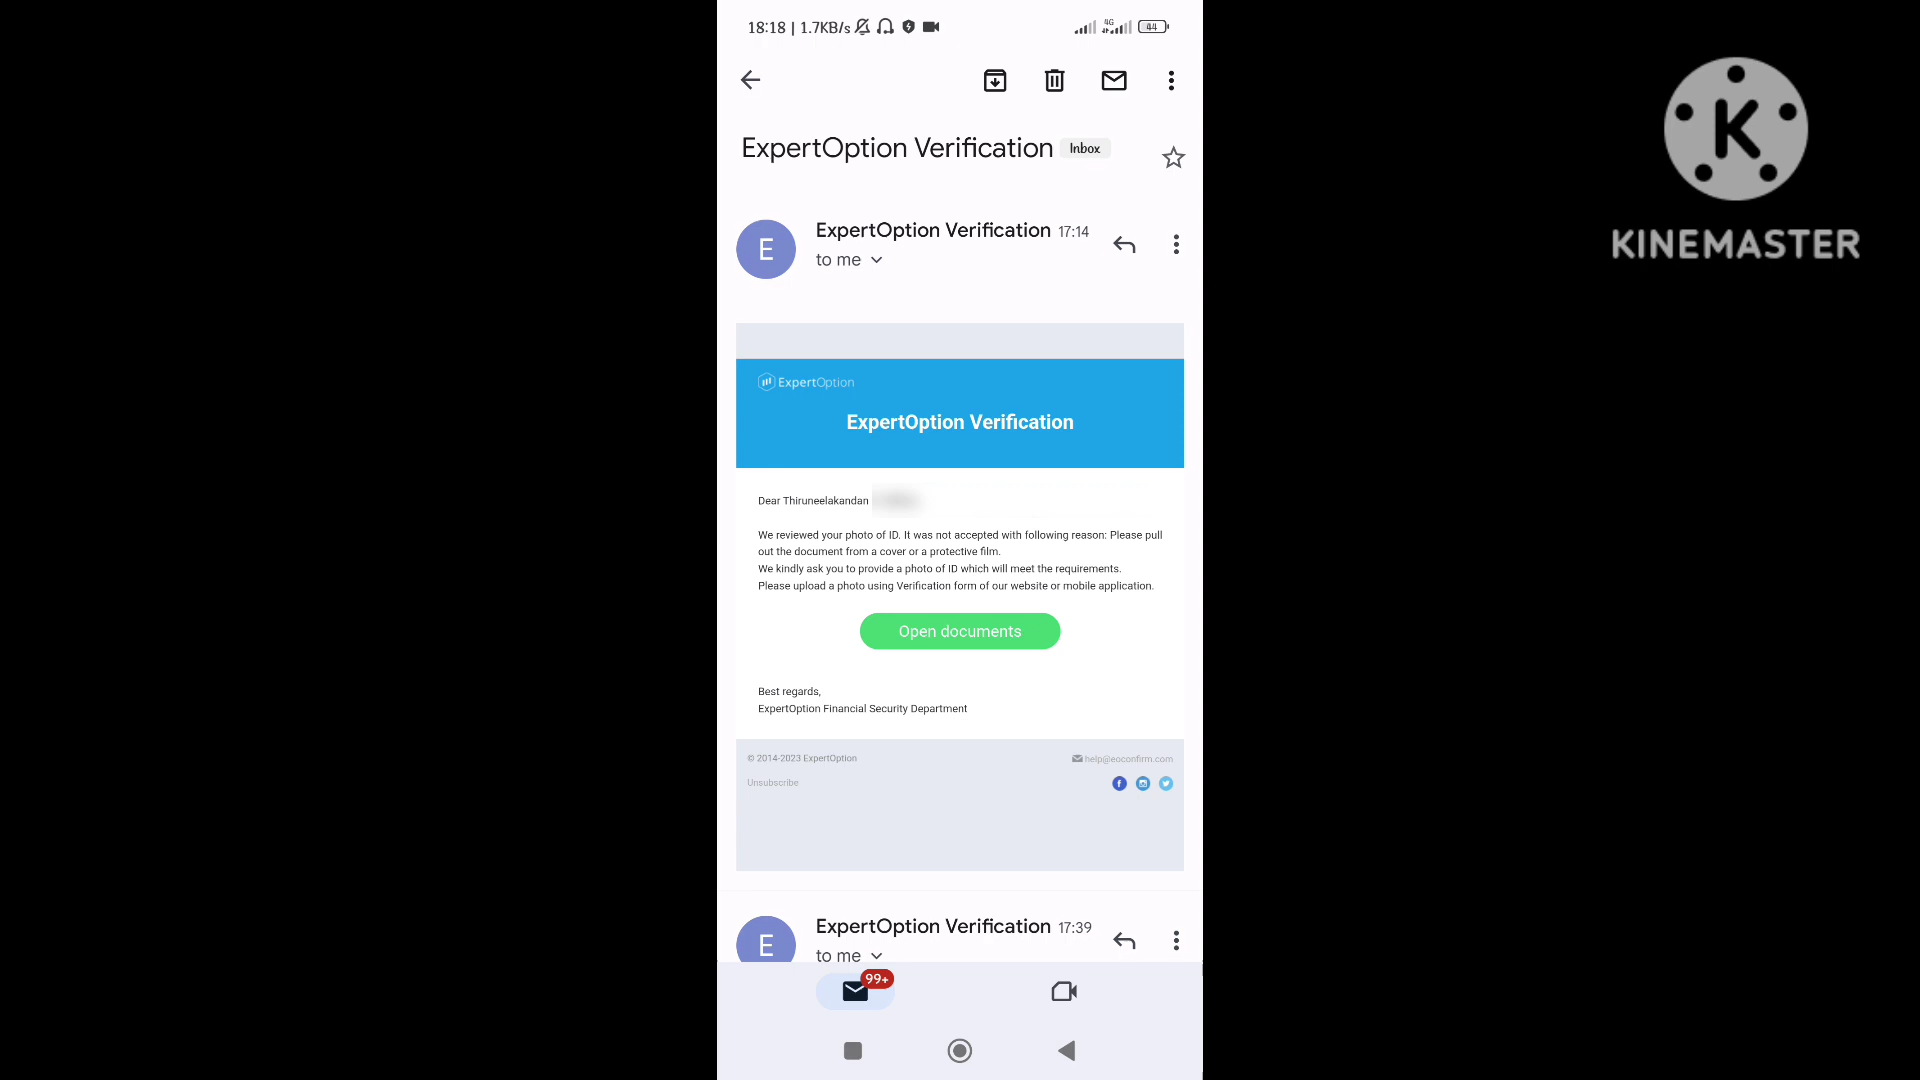 18:18 | 1.7KB/s
4G
44
K
KINEMASTER
ExpertOption Verification Inbox
E
ExpertOption Verification 17:14
to me
ExpertOption
ExpertOption Verification
Dear Thiruneelakandan
We reviewed your photo of ID. It was not accepted with following reason: Please pull
out the document from a cover or a protective film.
We kindly ask you to provide a photo of ID which will meet the requirements.
Please upload a photo using Verification form of our website or mobile application.
Open documents
Best regards,
ExpertOption Financial Security Department
© 2014-2023 ExpertOption
help@eoconfirm.com
Unsubscribe
E
ExpertOption Verification 17:39
to me
99+